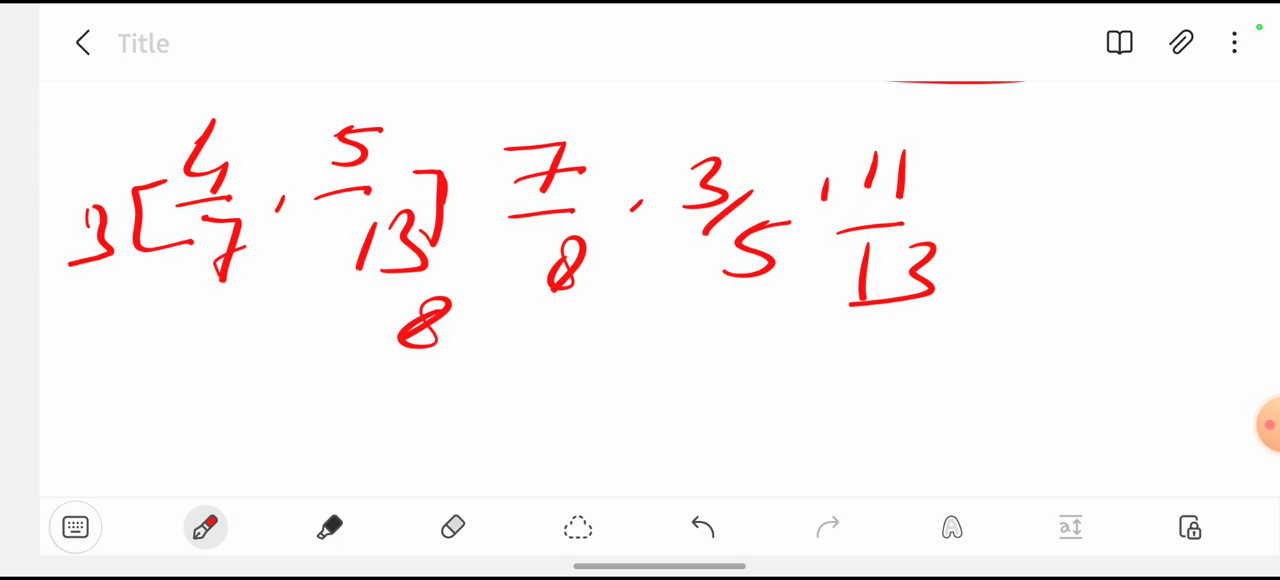 Title
3 [ 4/7 , 5/13 ] 7/8 , 3/5 , 11/13
8